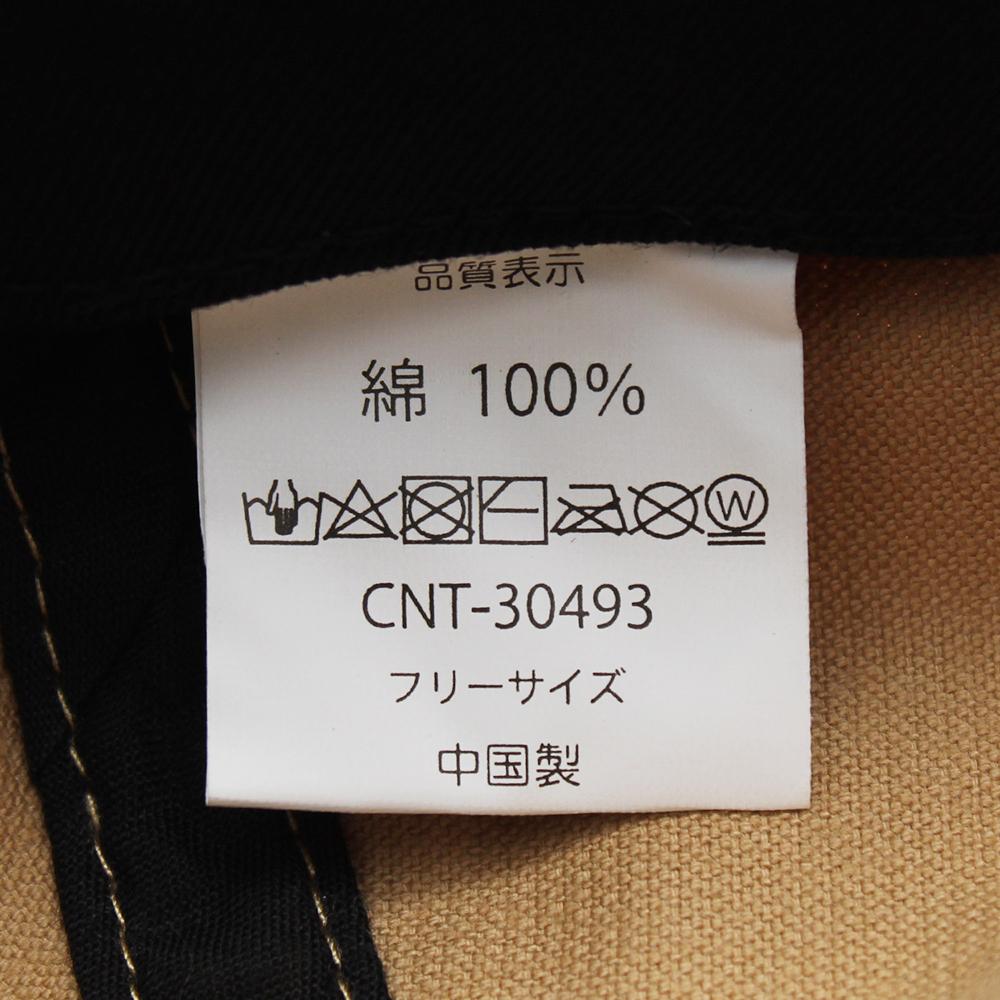 品質表示
綿 100%
W
CNT-30493
フリーサイズ
中国製